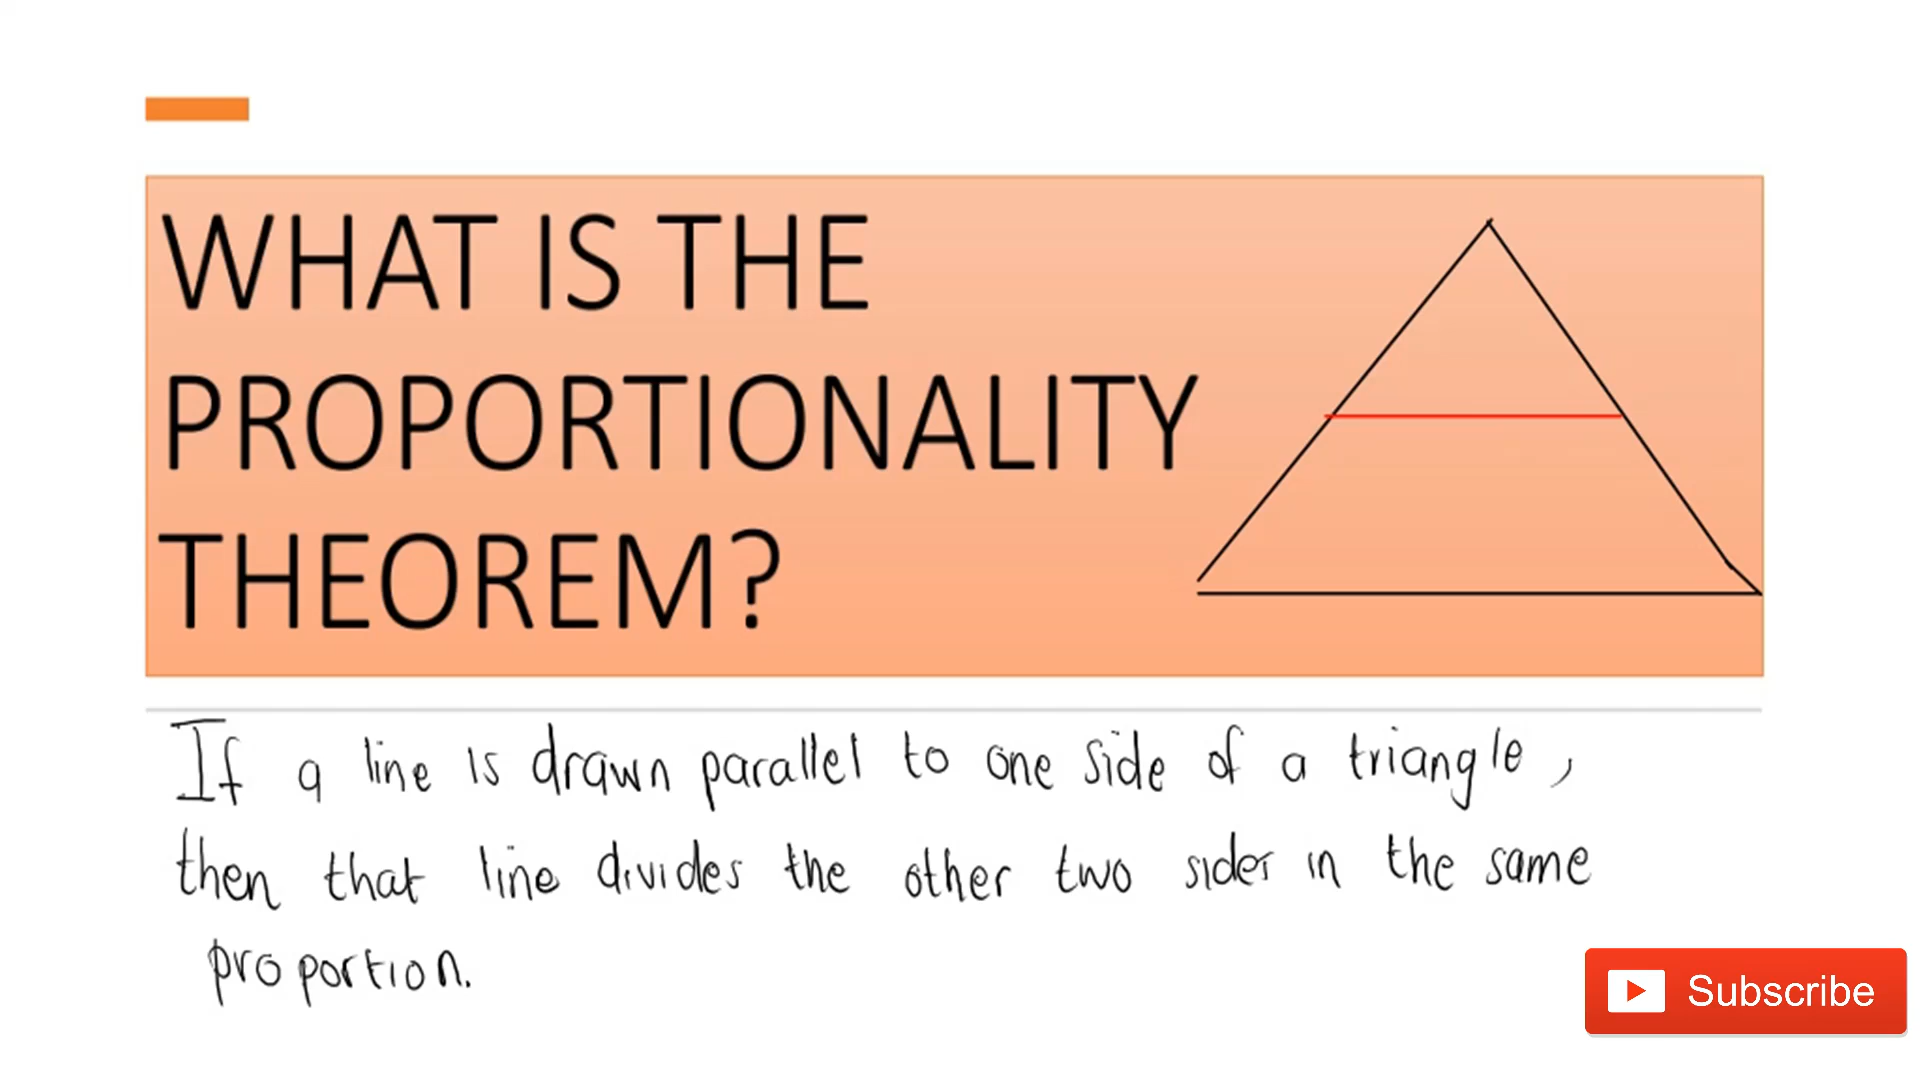 WHAT IS THE
PROPORTIONALITY
THEOREM?
If a line is drawn parallel to one side of a triangle,
then that line divides the other two sides in the same
proportion.
Subscribe